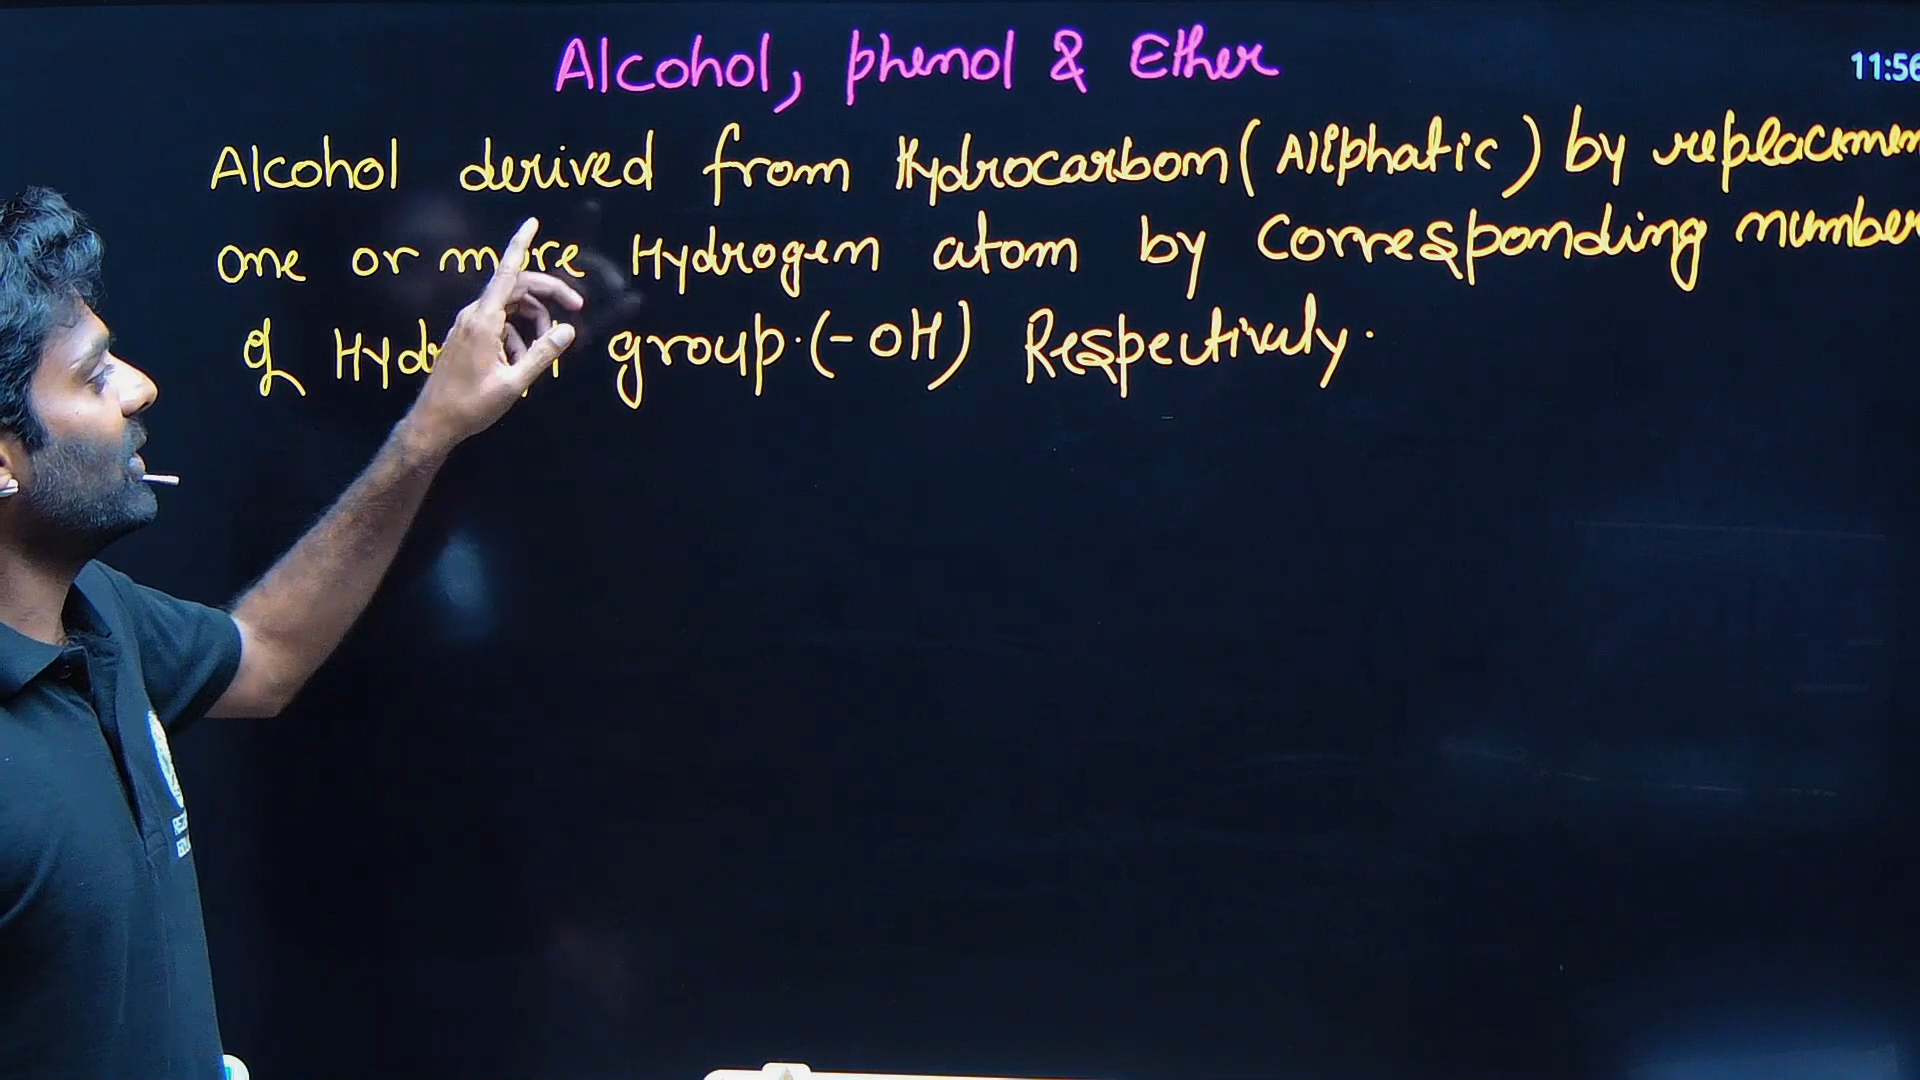 Alcohol, phenol & Ether
11:56
Alcohol derived from Hydrocarbon (Aliphatic) by replacemen
one or more Hydrogen atom by Corresponding number
of group. (-OH) Respectively.